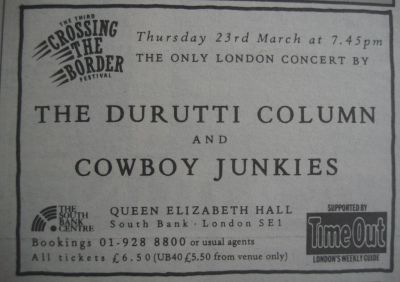 THE THIRD
CROSSING
THE
BORDER
FESTIVAL
Thursday 23rd March at 7.45pm
THE ONLY LONDON CONCERT BY
THE DURUTTI COLUMN
AND
COWBOY JUNKIES
THE
SOUTH
BANK
CENTRE
QUEEN ELIZABETH HALL
South Bank · London SE1
Bookings 01-928 8800 or usual agents
All tickets £6.50 (UB40 £5.50 from venue only)
SUPPORTED BY
Time Out
LONDON'S WEEKLY GUIDE